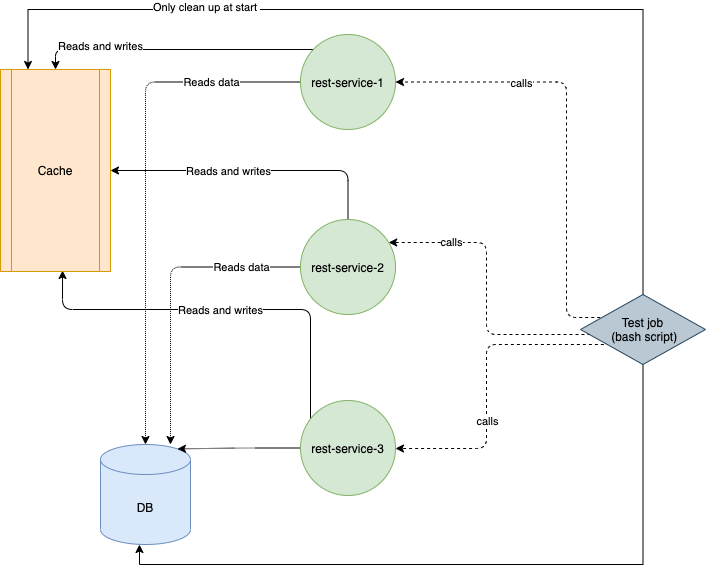 Only clean up at start
Reads and writes
rest-service-1
Reads data
calls
Cache
Reads and writes
calls
rest-service-2
Reads data
Reads and writes
Test job
(bash script)
calls
rest-service-3
DB